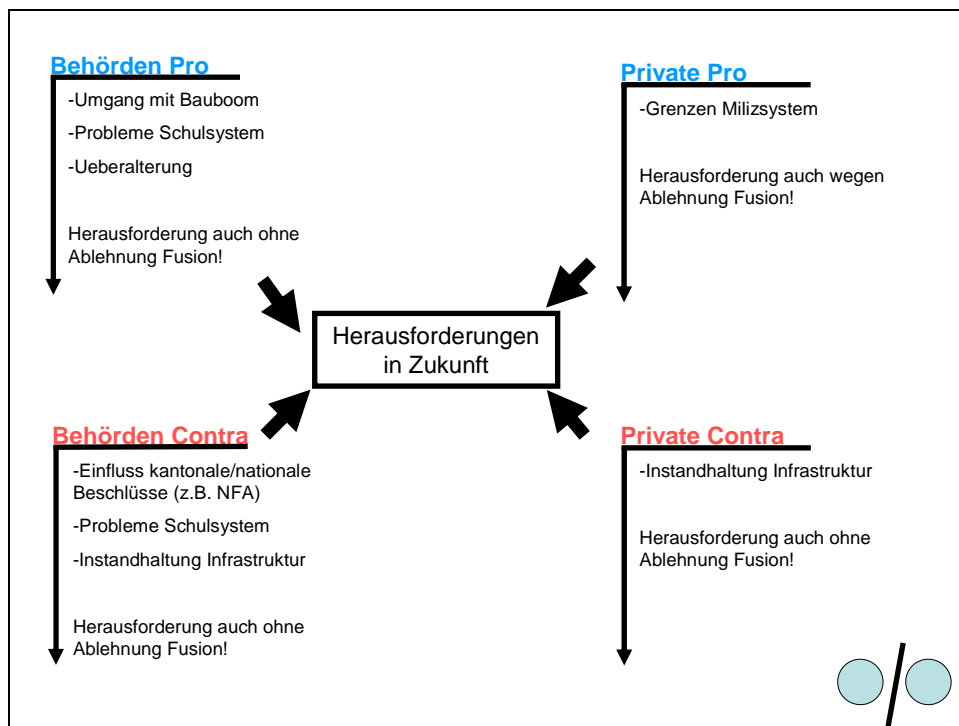 Behörden Pro
-Umgang mit Bauboom
-Probleme Schulsystem
-Ueberalterung
Herausforderung auch ohne
Ablehnung Fusion!
Private Pro
-Grenzen Milizsystem
Herausforderung auch wegen
Ablehnung Fusion!
Herausforderungen
in Zukunft
Behörden Contra
-Einfluss kantonale/nationale
Beschlüsse (z.B. NFA)
-Probleme Schulsystem
-Instandhaltung Infrastruktur
Herausforderung auch ohne
Ablehnung Fusion!
Private Contra
-Instandhaltung Infrastruktur
Herausforderung auch ohne
Ablehnung Fusion!